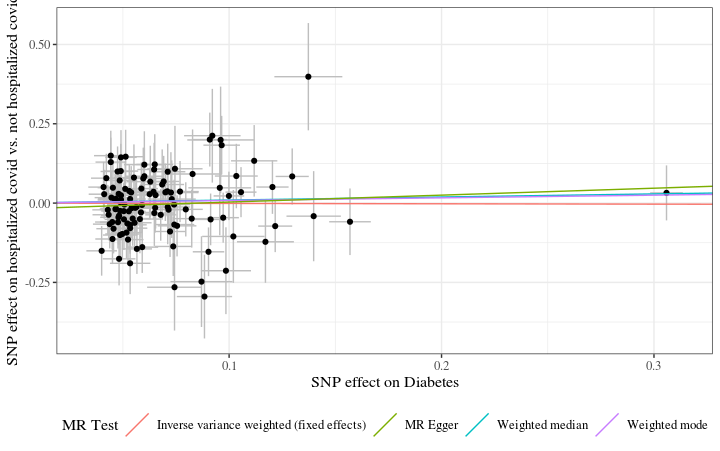 SNP effect on hospitalized covid vs. not hospitalized covid
0.50
0.25
0.00
-0.25
0.1
0.2
0.3
SNP effect on Diabetes
MR Test
Inverse variance weighted (fixed effects)
MR Egger
Weighted median
Weighted mode